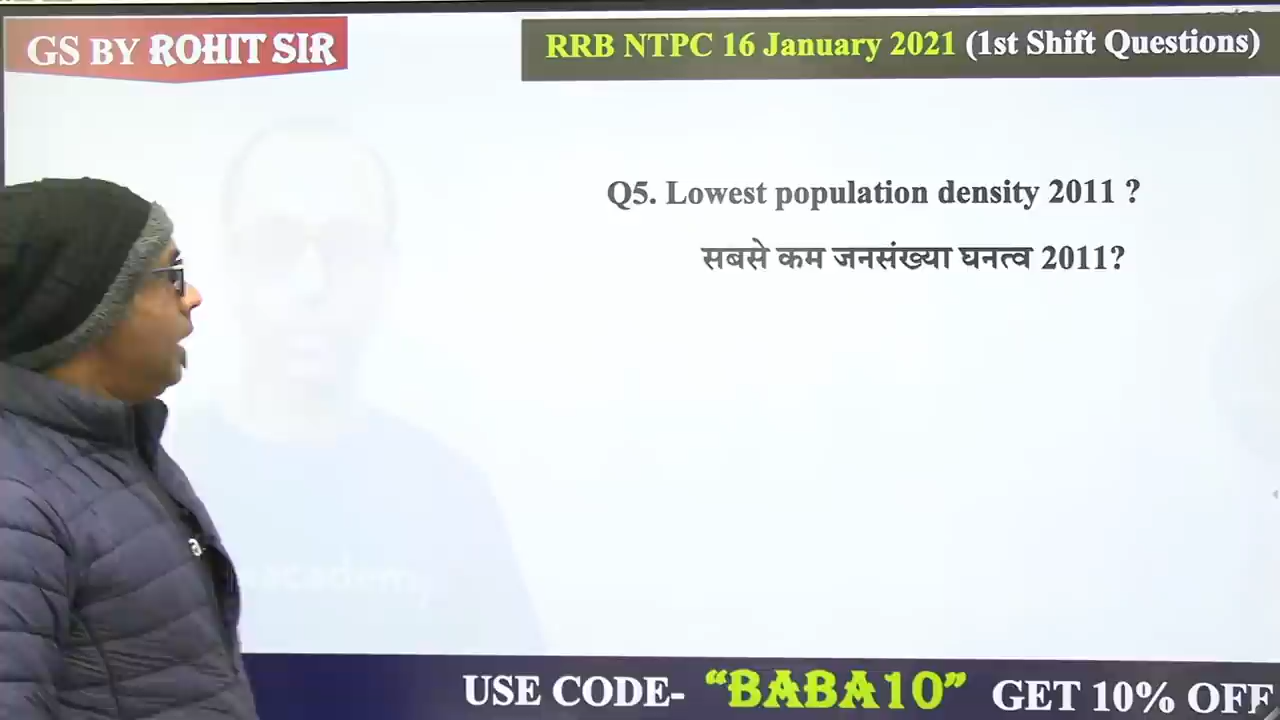 GS BY ROHIT SIR
RRB NTPC 16 January 2021 (1st Shift Questions)
Q5. Lowest population density 2011 ?
सबसे कम जनसंख्या घनत्व 2011?
USE CODE- “BABA10” GET 10% OFF